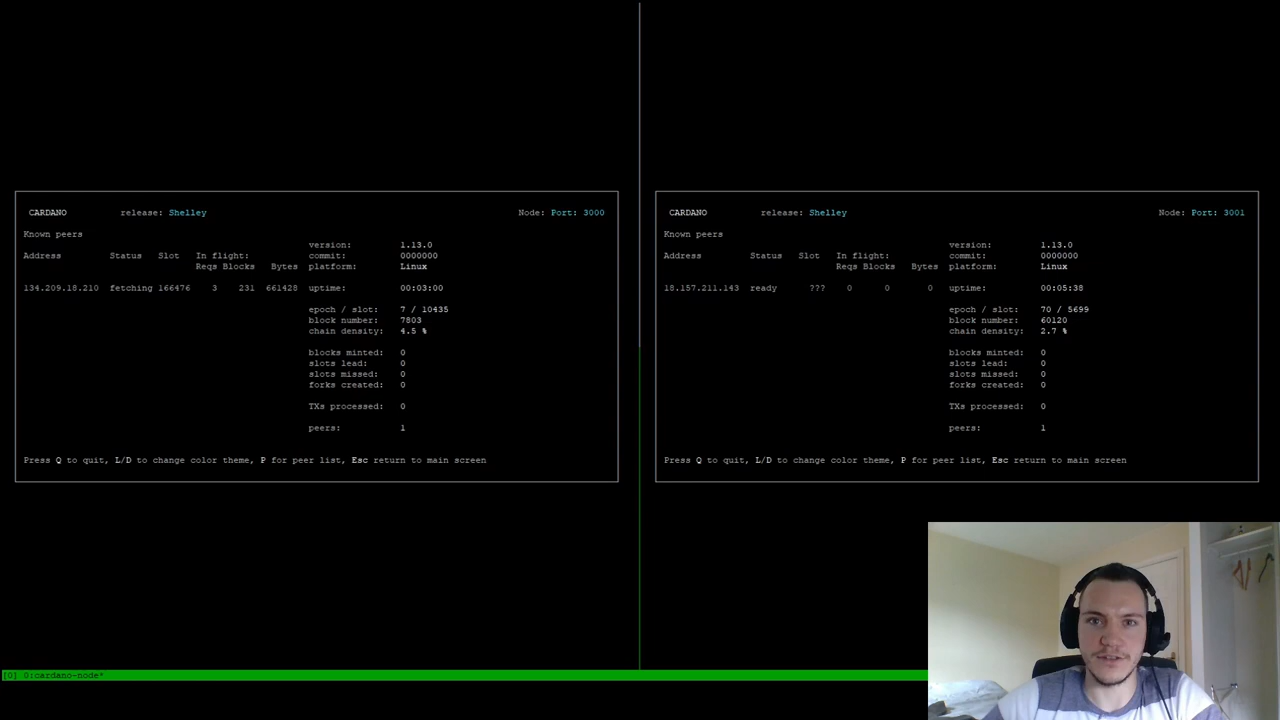 CARDANO release: Shelley Node: Port: 3000
Known peers
version: 1.13.0
Address Status Slot In flight: commit: 0000000
Reqs Blocks Bytes platform: Linux
134.209.18.210 fetching 166476 3 231 661428 uptime: 00:03:00
epoch / slot: 7 / 10435
block number: 7803
chain density: 4.5 %
blocks minted: 0
slots lead: 0
slots missed: 0
forks created: 0
TXs processed: 0
peers: 1
Press Q to quit, L/D to change color theme, P for peer list, Esc return to main screen
CARDANO release: Shelley Node: Port: 3001
Known peers
version: 1.13.0
Address Status Slot In flight: commit: 0000000
Reqs Blocks Bytes platform: Linux
18.157.211.143 ready ??? 0 0 0 uptime: 00:05:38
epoch / slot: 70 / 5699
block number: 60120
chain density: 2.7 %
blocks minted: 0
slots lead: 0
slots missed: 0
forks created: 0
TXs processed: 0
peers: 1
Press Q to quit, L/D to change color theme, P for peer list, Esc return to main screen
[0] 0:cardano-node*